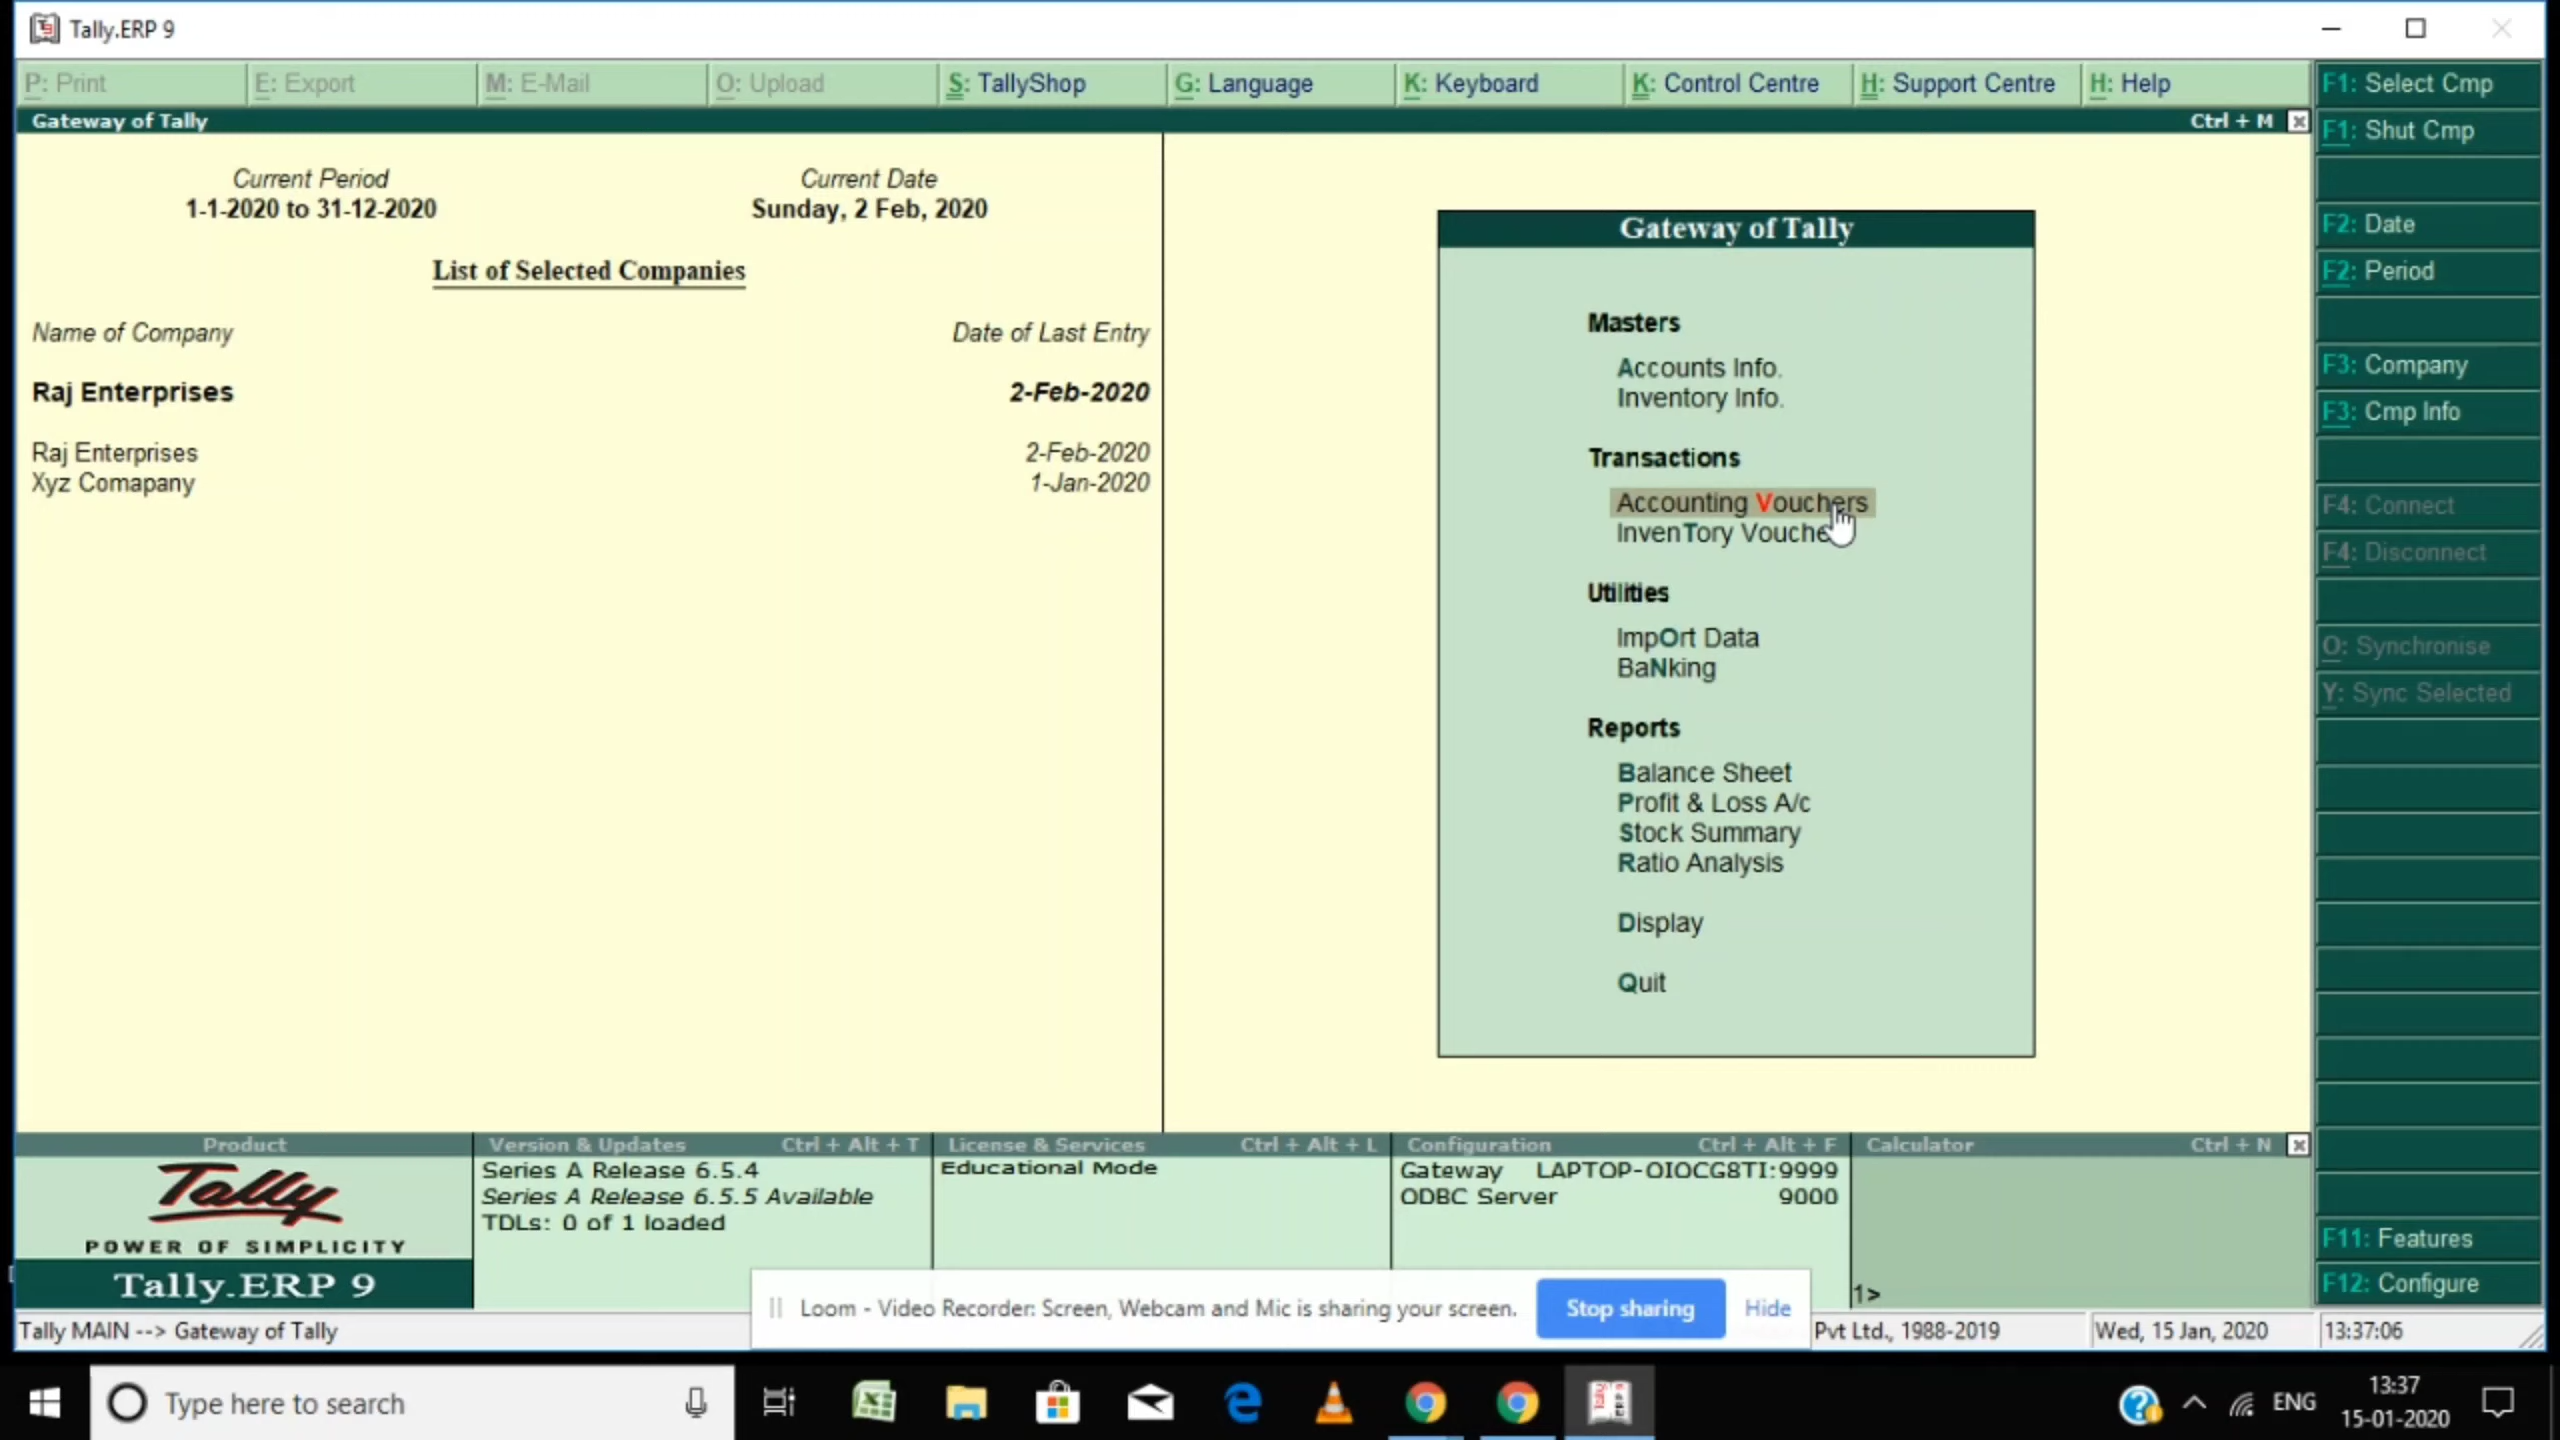 Tally.ERP 9
P: Print E: Export M: E-Mail O: Upload S: TallyShop G: Language K: Keyboard K: Control Centre H: Support Centre H: Help
Gateway of Tally Ctrl + M
Current Period Current Date
1-1-2020 to 31-12-2020 Sunday, 2 Feb, 2020
List of Selected Companies
Name of Company Date of Last Entry
Raj Enterprises 2-Feb-2020
Raj Enterprises 2-Feb-2020
Xyz Comapany 1-Jan-2020
Gateway of Tally
Masters
Accounts Info.
Inventory Info.
Transactions
Accounting Vouchers
InvenTory Vouche
Utilities
ImpOrt Data
BaNking
Reports
Balance Sheet
Profit & Loss A/c
Stock Summary
Ratio Analysis
Display
Quit
F1: Select Cmp
F1: Shut Cmp
F2: Date
F2: Period
F3: Company
F3: Cmp Info
F4: Connect
F4: Disconnect
O: Synchronise
Y: Sync Selected
F11: Features
F12: Configure
Product
Tally
POWER OF SIMPLICITY
Tally.ERP 9
Version & Updates Ctrl + Alt + T
Series A Release 6.5.4
Series A Release 6.5.5 Available
TDLs: 0 of 1 loaded
License & Services Ctrl + Alt + L
Educational Mode
Configuration Ctrl + Alt + F
Gateway LAPTOP-OIOCG8TI:9999
ODBC Server 9000
Calculator Ctrl + N
1>
Loom - Video Recorder: Screen, Webcam and Mic is sharing your screen. Stop sharing Hide
Tally MAIN --> Gateway of Tally Pvt Ltd., 1988-2019 Wed, 15 Jan, 2020 13:37:06
Type here to search ENG 13:37
15-01-2020